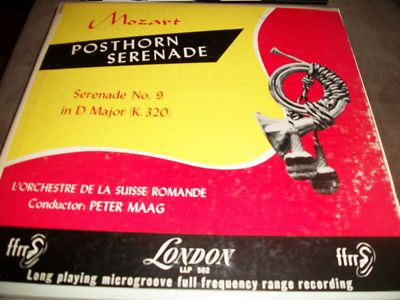 Mozart
POSTHORN
SERENADE
Serenade No. 9
in D Major (K. 320)
L'ORCHESTRE DE LA SUISSE ROMANDE
Conductor: PETER MAAG
ffrr LONDON ffrr
LLP 502
Long playing microgroove full frequency range recording